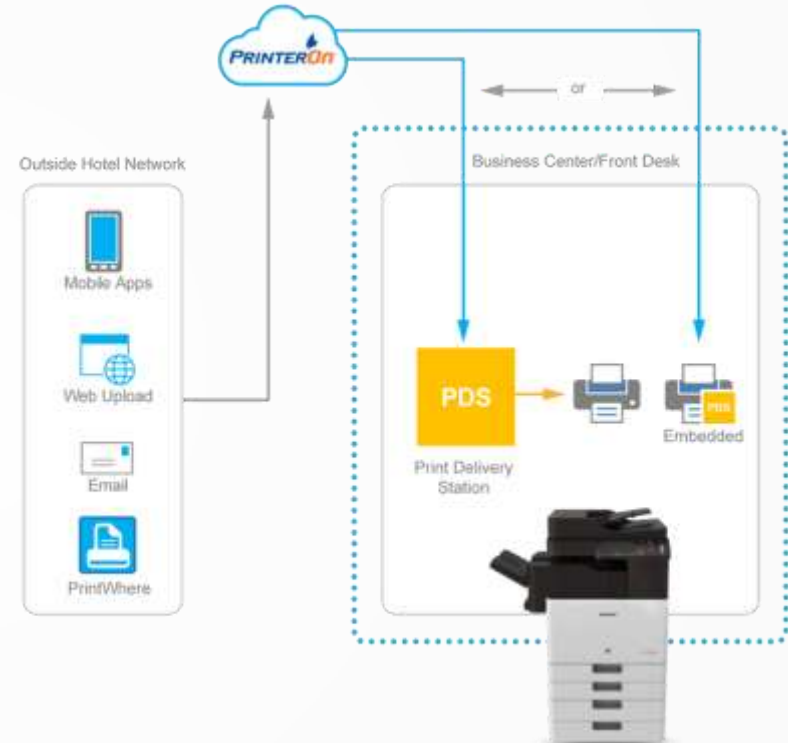 PRINTERON
or
Outside Hotel Network
Business Center/Front Desk
Mobile Apps
Web Upload
Email
PrintWhere
PDS
PDS
Embedded
Print Delivery
Station